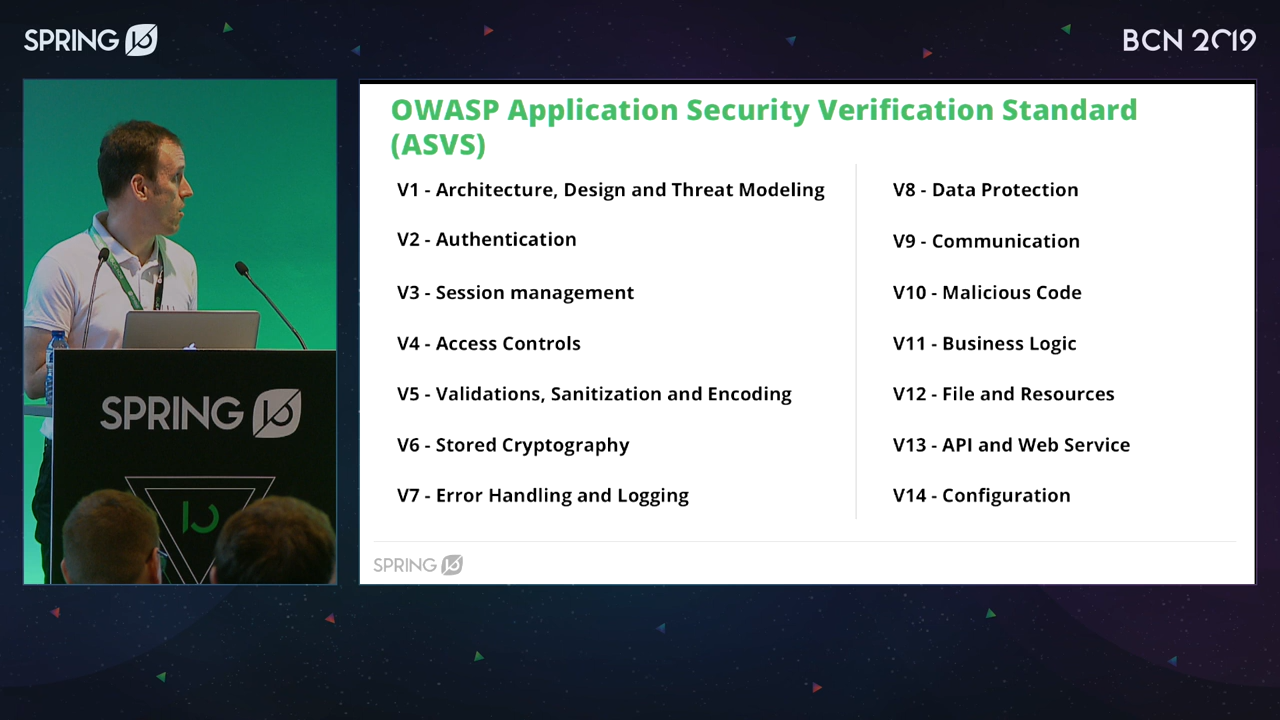 SPRING IO
BCN 2019
OWASP Application Security Verification Standard
(ASVS)
V1 - Architecture, Design and Threat Modeling
V2 - Authentication
V3 - Session management
V4 - Access Controls
V5 - Validations, Sanitization and Encoding
V6 - Stored Cryptography
V7 - Error Handling and Logging
V8 - Data Protection
V9 - Communication
V10 - Malicious Code
V11 - Business Logic
V12 - File and Resources
V13 - API and Web Service
V14 - Configuration
SPRING IO
SPRING IO
IO